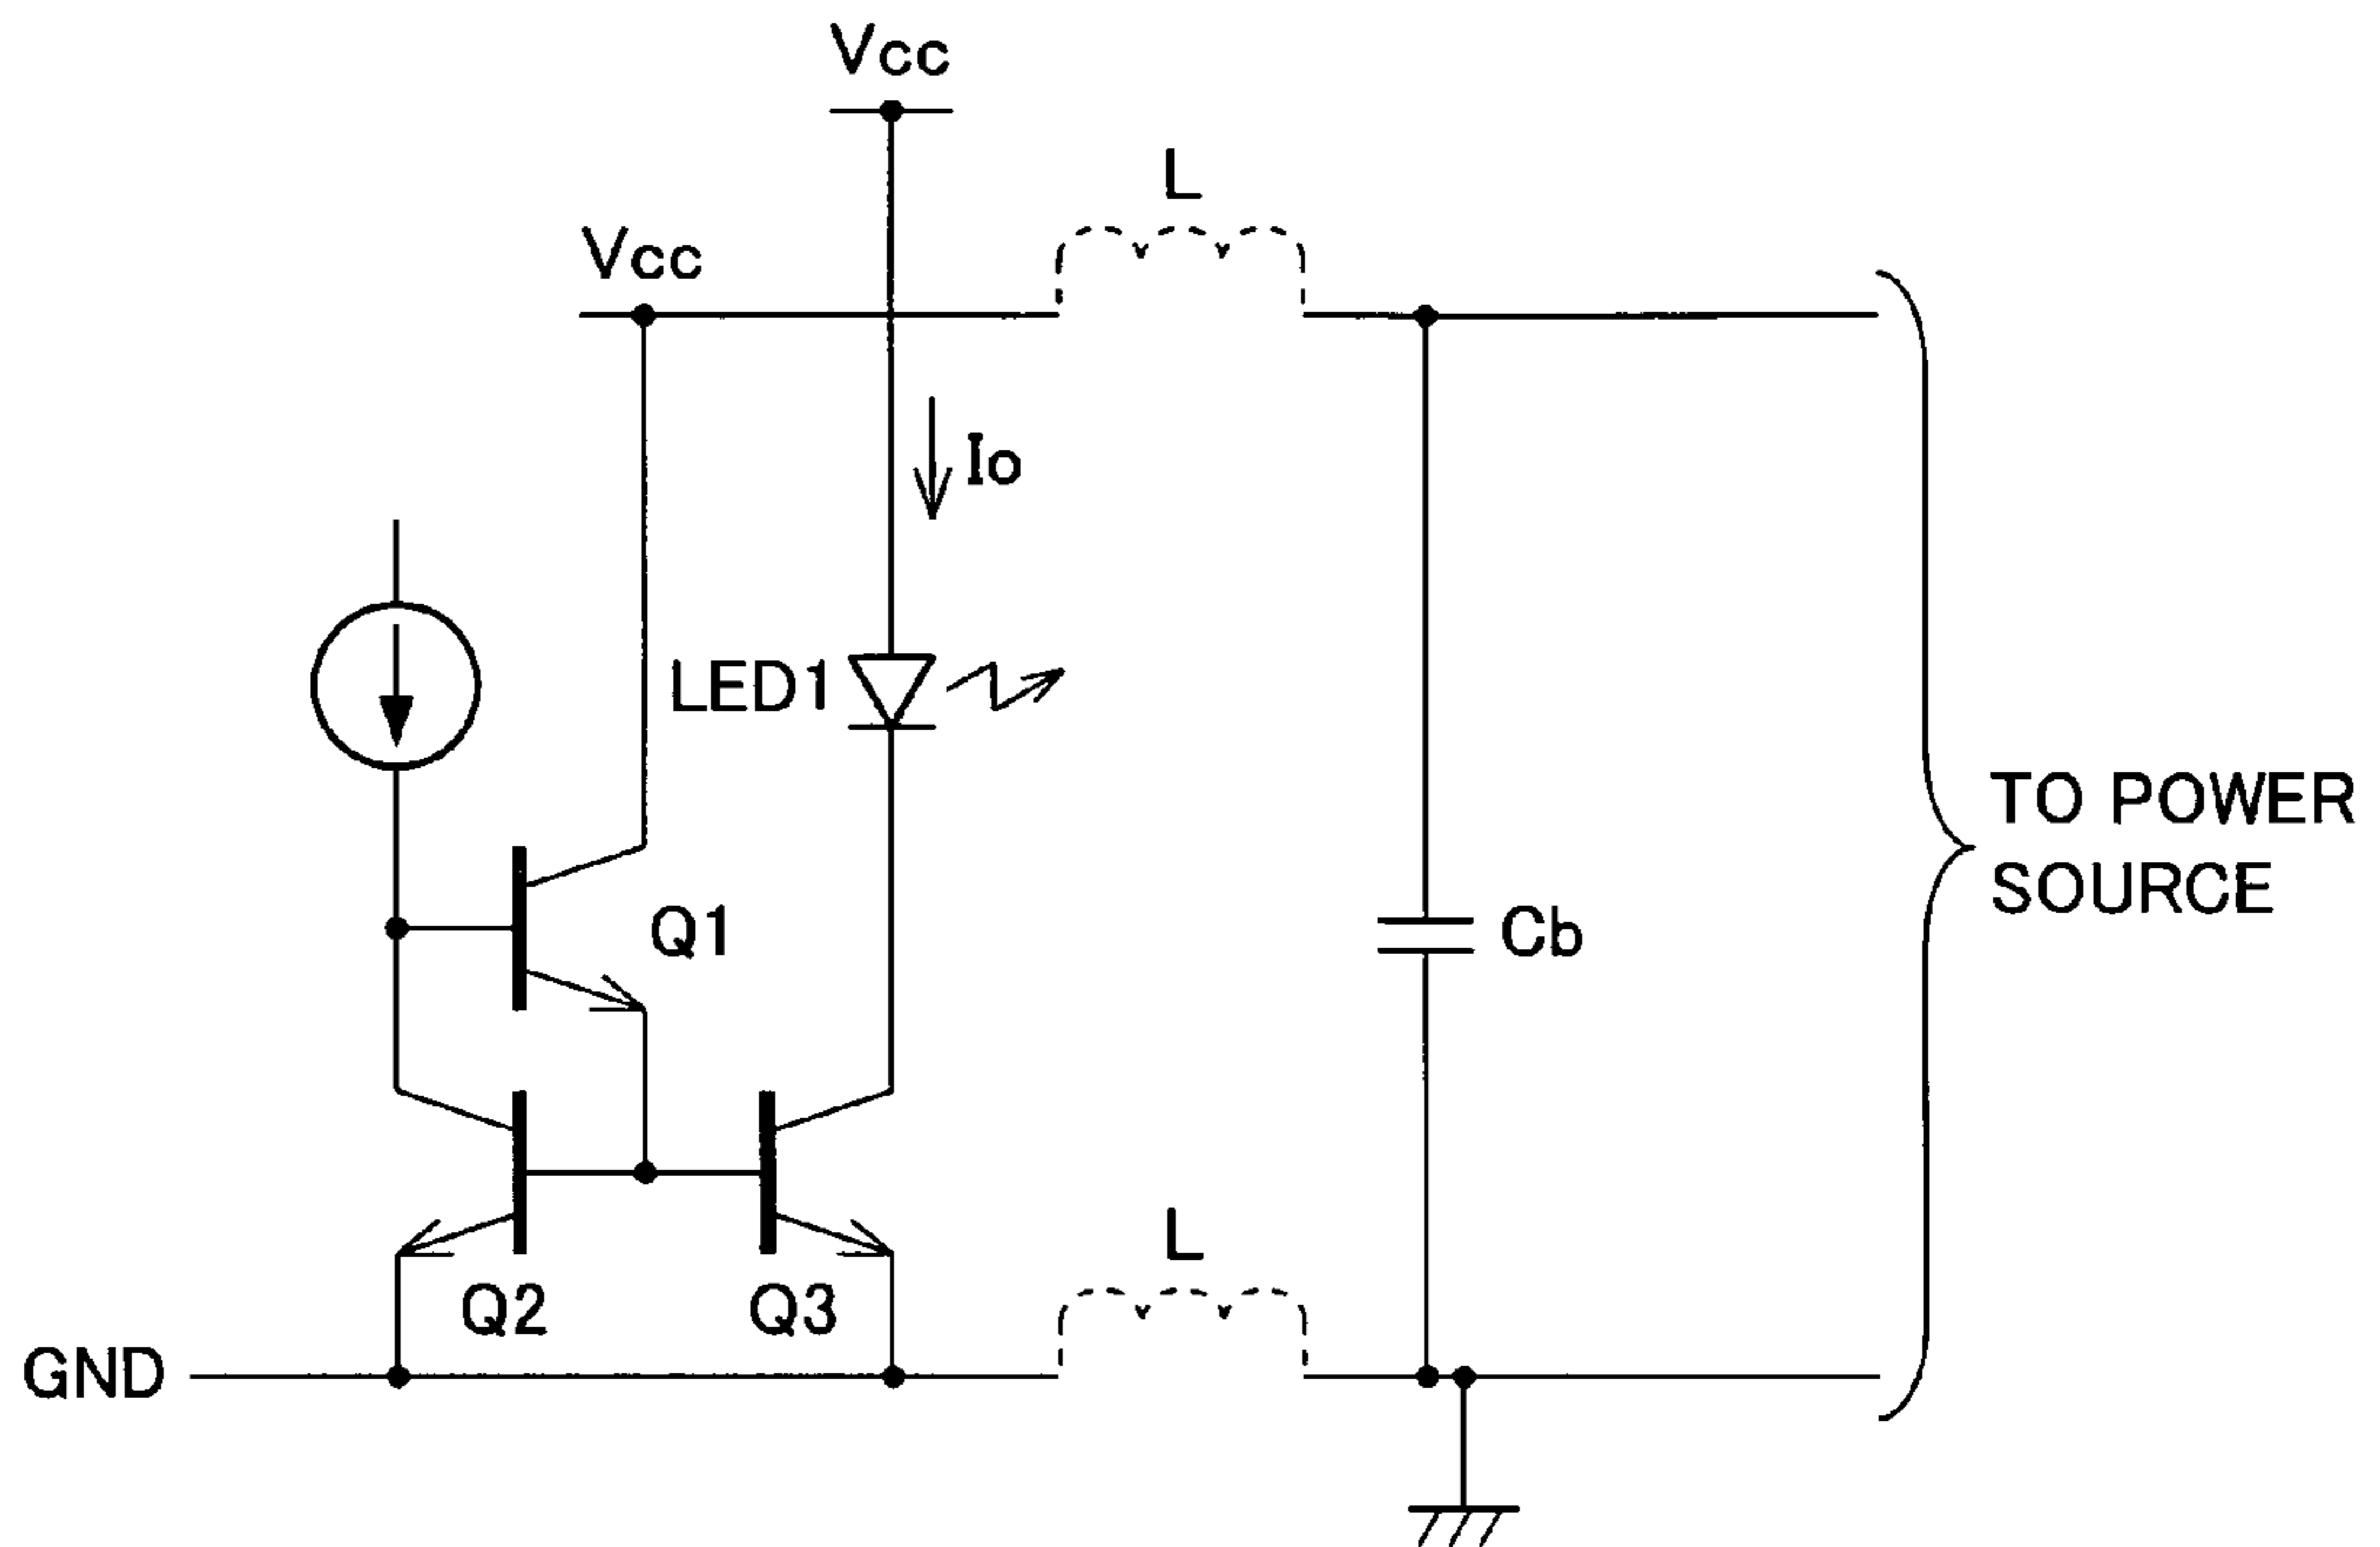 Vcc
L
Vcc
Io
LED1
TO POWER
SOURCE
Q1
Cb
L
Q2
Q3
GND